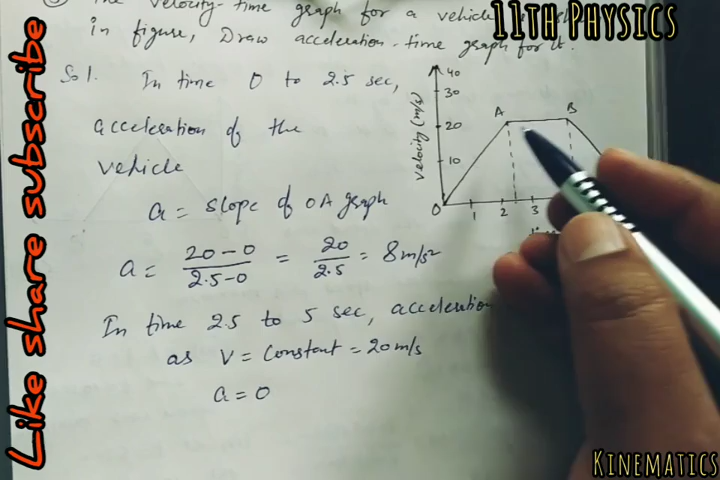 11th Physics
The velocity-time graph for a vehicle
in figure, Draw acceleration-time graph for it.
Sol. In time 0 to 2.5 sec,
acceleration of the
vehicle
a = slope of OA graph
a = 20-0 / 2.5-0 = 20 / 2.5 = 8 m/s²
In time 2.5 to 5 sec, acceleration
as V = constant = 20 m/s
a = 0
velocity (m/s)
40
30
20
10
0 1 2 3
A B
Like share subscribe
Kinematics